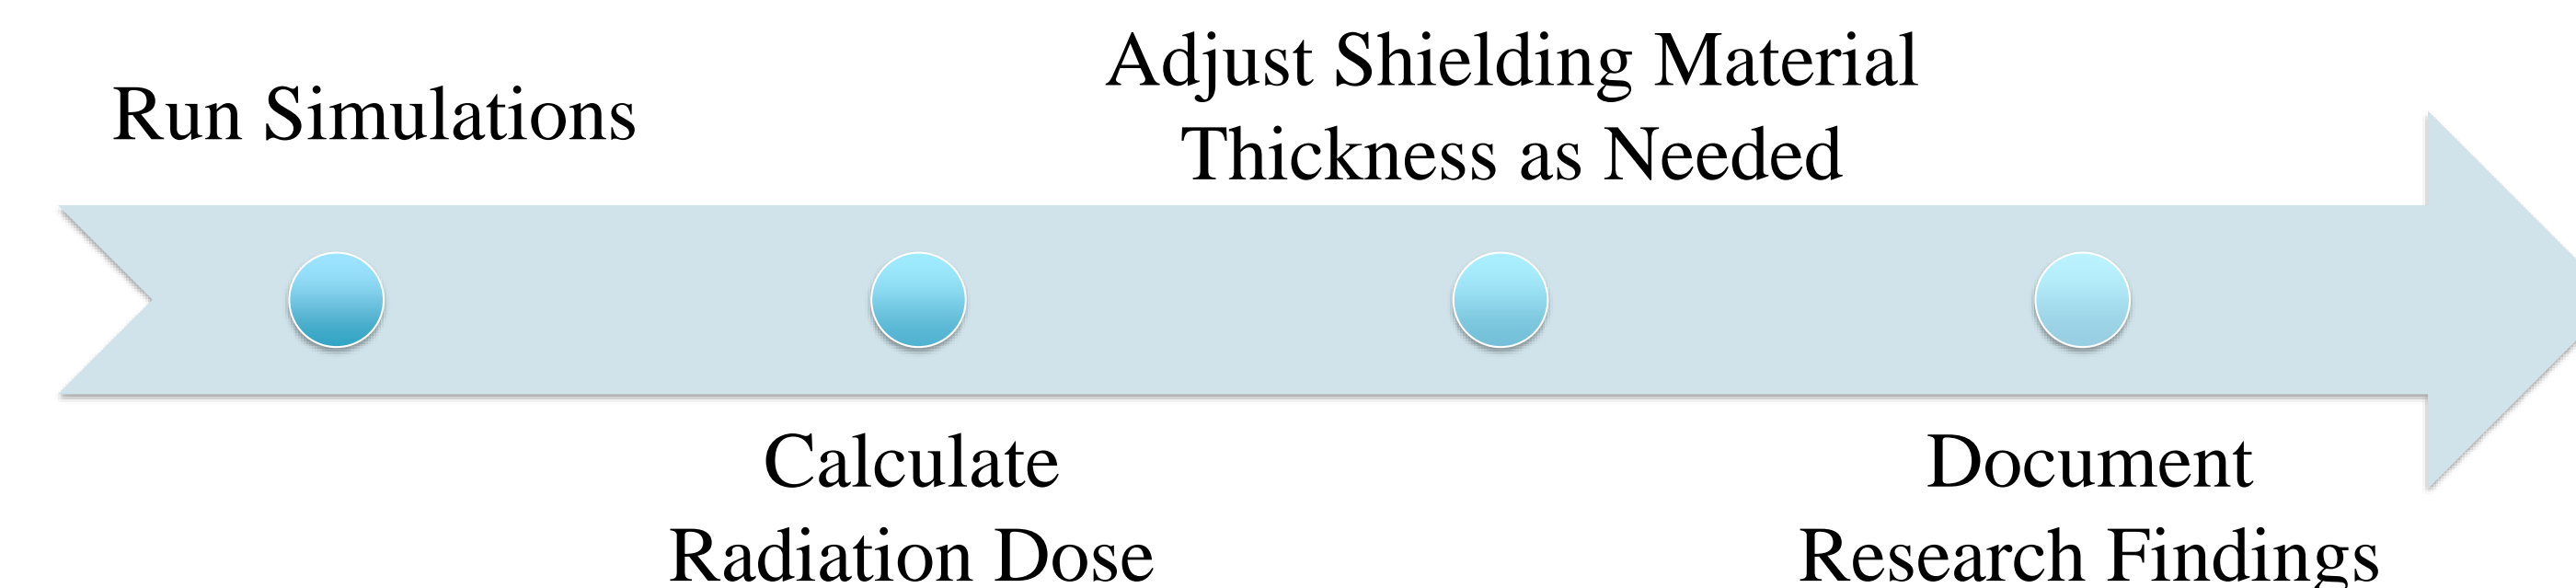 Run Simulations
Calculate
Radiation Dose
Adjust Shielding Material
Thickness as Needed
Document
Research Findings